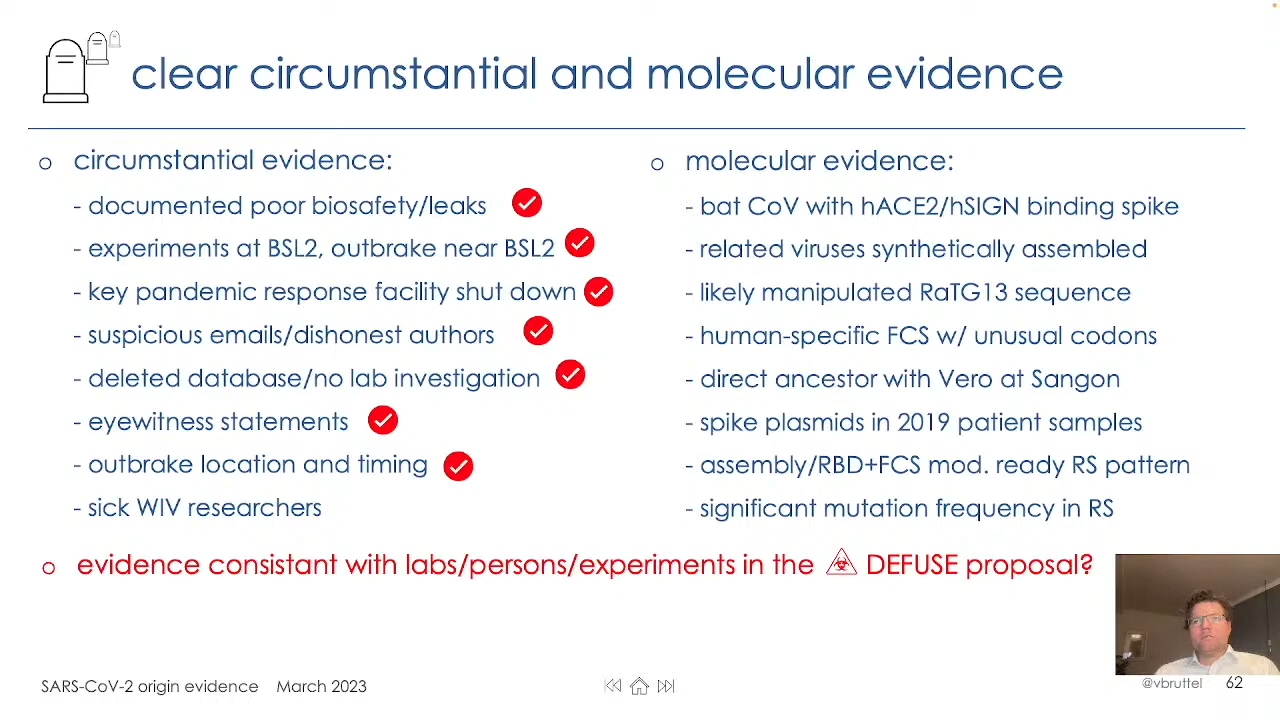 clear circumstantial and molecular evidence
o circumstantial evidence:
- documented poor biosafety/leaks
- experiments at BSL2, outbrake near BSL2
- key pandemic response facility shut down
- suspicious emails/dishonest authors
- deleted database/no lab investigation
- eyewitness statements
- outbrake location and timing
- sick WIV researchers
o molecular evidence:
- bat CoV with hACE2/hSIGN binding spike
- related viruses synthetically assembled
- likely manipulated RaTG13 sequence
- human-specific FCS w/ unusual codons
- direct ancestor with Vero at Sangon
- spike plasmids in 2019 patient samples
- assembly/RBD+FCS mod. ready RS pattern
- significant mutation frequency in RS
o evidence consistant with labs/persons/experiments in the DEFUSE proposal?
SARS-CoV-2 origin evidence March 2023
@vbruttel 62